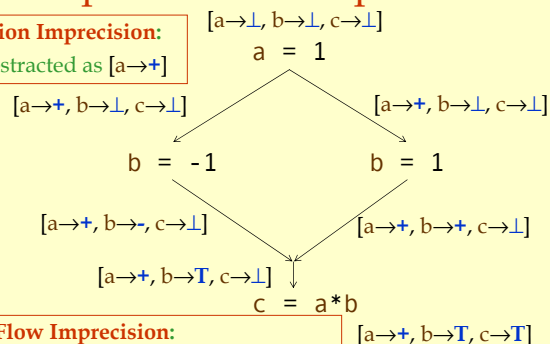 [a→⊥, b→⊥, c→⊥]
ion Imprecision:
a = 1
stracted as [a→+]
[a→+, b→⊥, c→⊥]
[a→+, b→⊥, c→⊥]
b = -1
b = 1
[a→+, b→-, c→⊥]
[a→+, b→+, c→⊥]
[a→+, b→T, c→⊥]
c = a*b
Flow Imprecision:
[a→+, b→T, c→T]